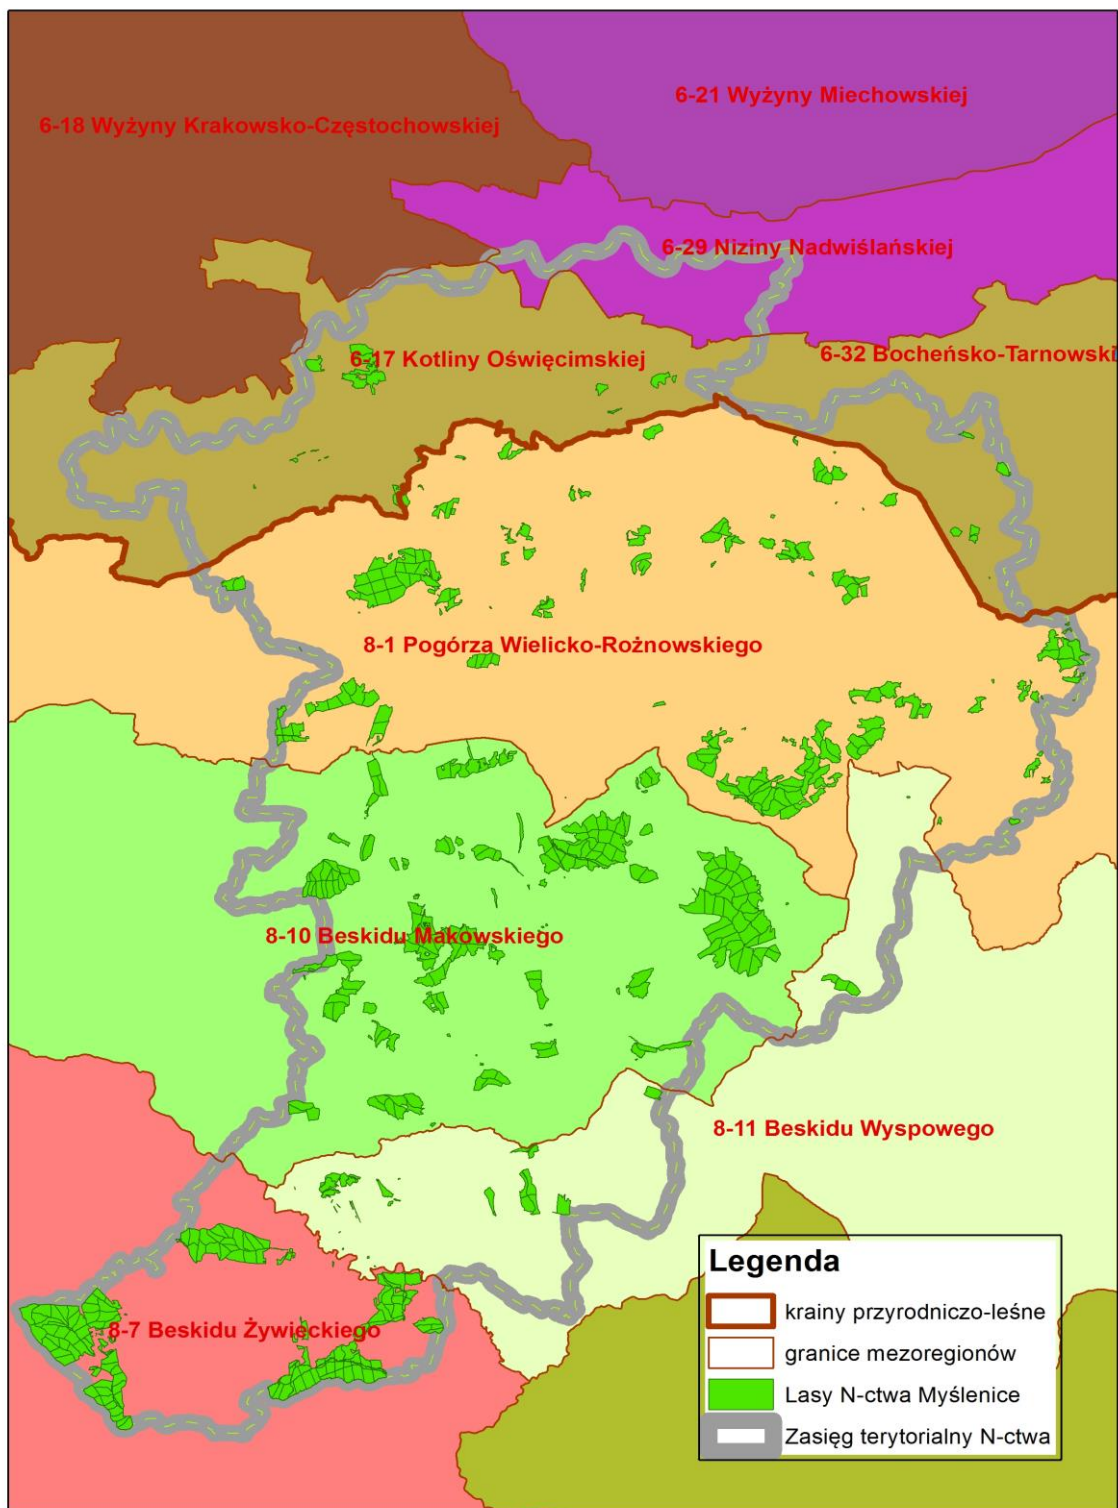 6-21 Wyżyny Miechowskiej
6-18 Wyżyny Krakowsko-Częstochowskiej
6-29 Niziny Nadwiślańskiej
6-17 Kotliny Oświęcimskiej
6-32 Bocheńsko-Tarnowski
8-1 Pogórza Wielicko-Rożnowskiego
8-10 Beskidu Makowskiego
8-11 Beskidu Wyspowego
8-7 Beskidu Żywieckiego
Legenda
krainy przyrodniczo-leśne
granice mezoregionów
Lasy N-ctwa Myślenice
Zasięg terytorialny N-ctwa